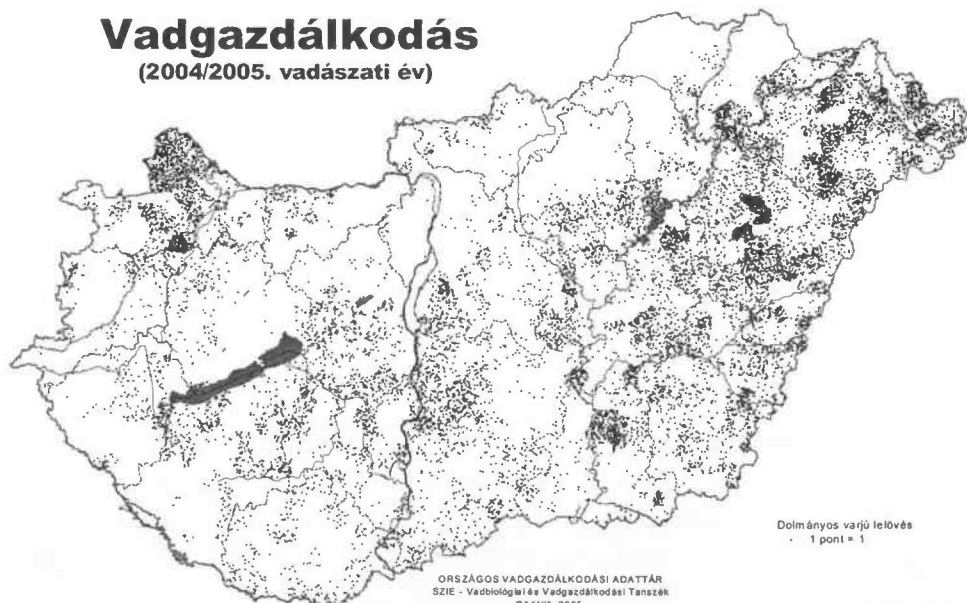 Vadgazdálkodás
(2004/2005. vadászati év)
Dolmányos varjú lelövés
· 1 pont = 1
ORSZÁGOS VADGAZDÁLKODÁSI ADATTÁR
SZIE - Vadbiológiai és Vadgazdálkodási Tanszék